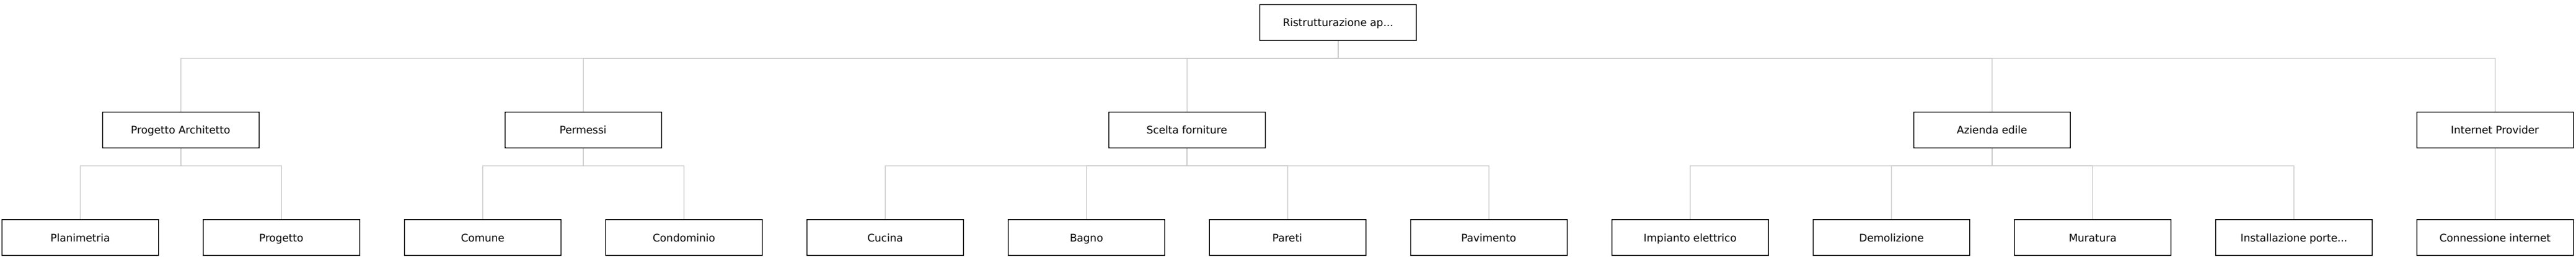 Ristrutturazione ap...
Progetto Architetto
Permessi
Scelta forniture
Azienda edile
Internet Provider
Planimetria
Progetto
Comune
Condominio
Cucina
Bagno
Pareti
Pavimento
Impianto elettrico
Demolizione
Muratura
Installazione porte...
Connessione internet